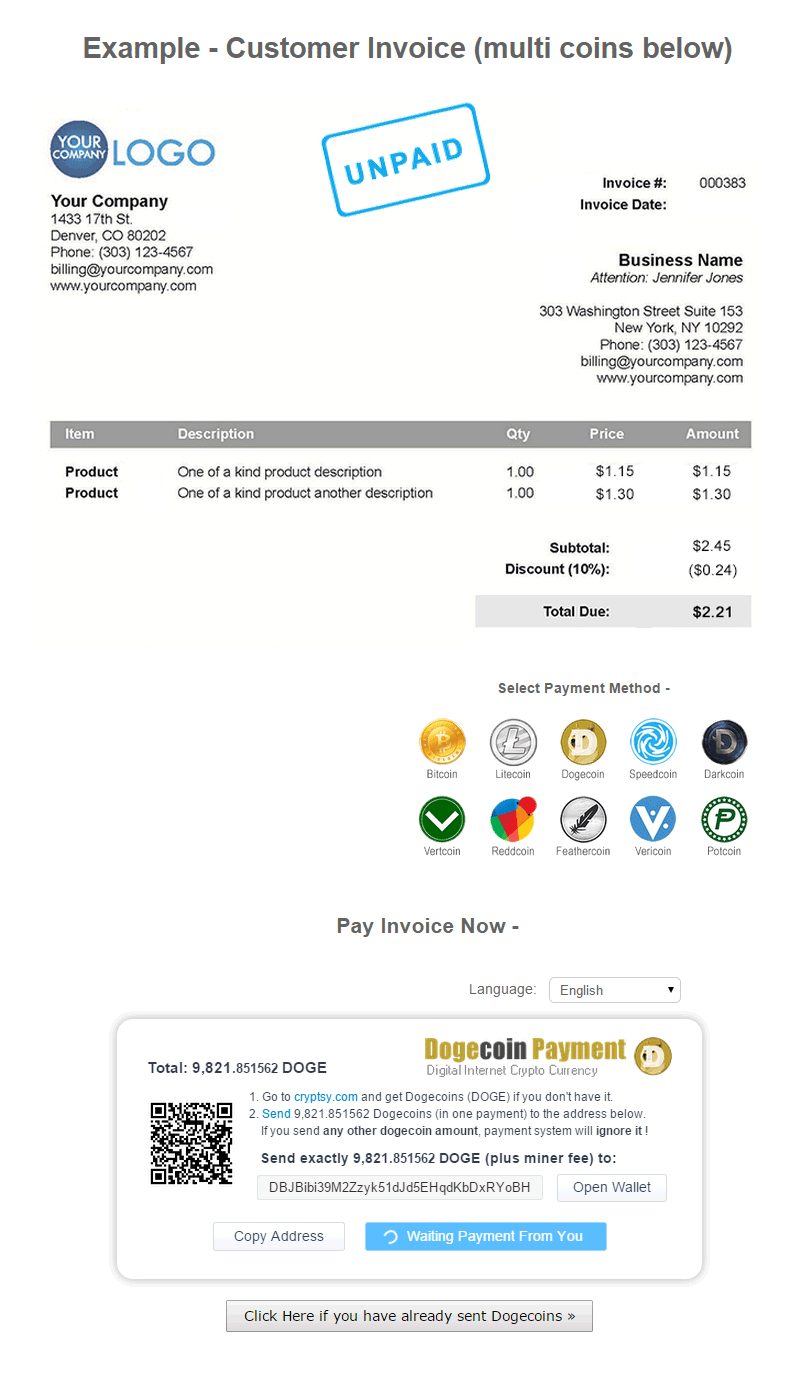 Example - Customer Invoice (multi coins below)
YOUR COMPANY LOGO
UNPAID
Your Company
1433 17th St.
Denver, CO 80202
Phone: (303) 123-4567
billing@yourcompany.com
www.yourcompany.com
Invoice #: 000383
Invoice Date:
Business Name
Attention: Jennifer Jones
303 Washington Street Suite 153
New York, NY 10292
Phone: (303) 123-4567
billing@yourcompany.com
www.yourcompany.com
Item Description Qty Price Amount
Product One of a kind product description 1.00 $1.15 $1.15
Product One of a kind product another description 1.00 $1.30 $1.30
Subtotal: $2.45
Discount (10%): ($0.24)
Total Due: $2.21
Select Payment Method -
Bitcoin Litecoin Dogecoin Speedcoin Darkcoin
Vertcoin Reddcoin Feathercoin Vericoin Potcoin
Pay Invoice Now -
Language: English
Dogecoin Payment
Digital Internet Crypto Currency
Total: 9,821.851562 DOGE
1. Go to cryptsy.com and get Dogecoins (DOGE) if you don't have it.
2. Send 9,821.851562 Dogecoins (in one payment) to the address below.
If you send any other dogecoin amount, payment system will ignore it !
Send exactly 9,821.851562 DOGE (plus miner fee) to:
DBJBibi39M2Zzyk51dJd5EHqdKbDxRYoBH Open Wallet
Copy Address Waiting Payment From You
Click Here if you have already sent Dogecoins »